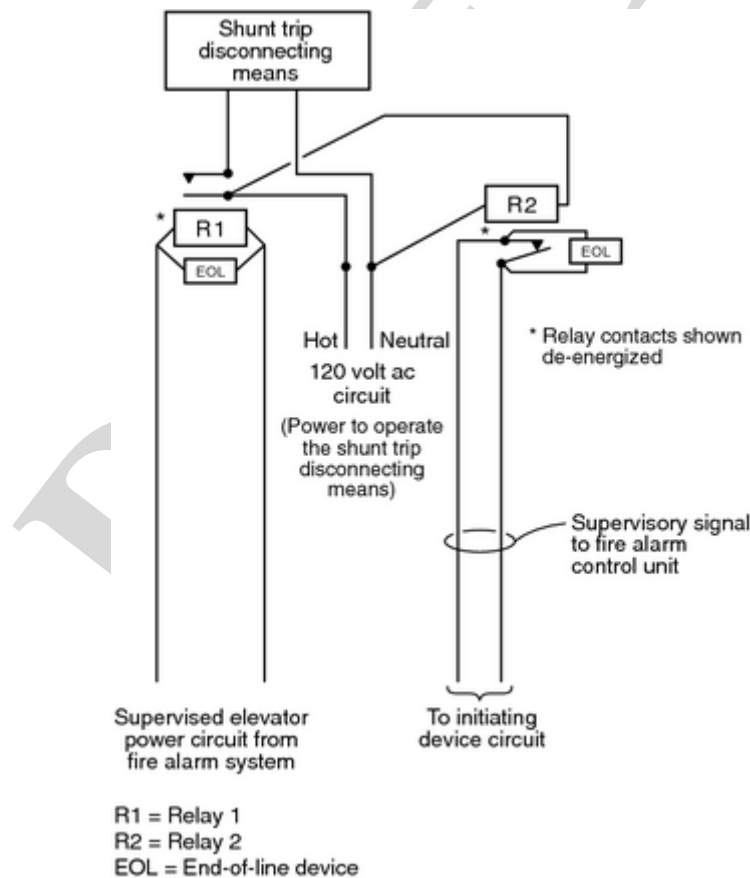 Shunt trip
disconnecting
means
* R1
EOL
R2
*
EOL
Hot Neutral
120 volt ac
circuit
(Power to operate
the shunt trip
disconnecting
means)
* Relay contacts shown
de-energized
Supervisory signal
to fire alarm
control unit
Supervised elevator
power circuit from
fire alarm system
To initiating
device circuit
R1 = Relay 1
R2 = Relay 2
EOL = End-of-line device